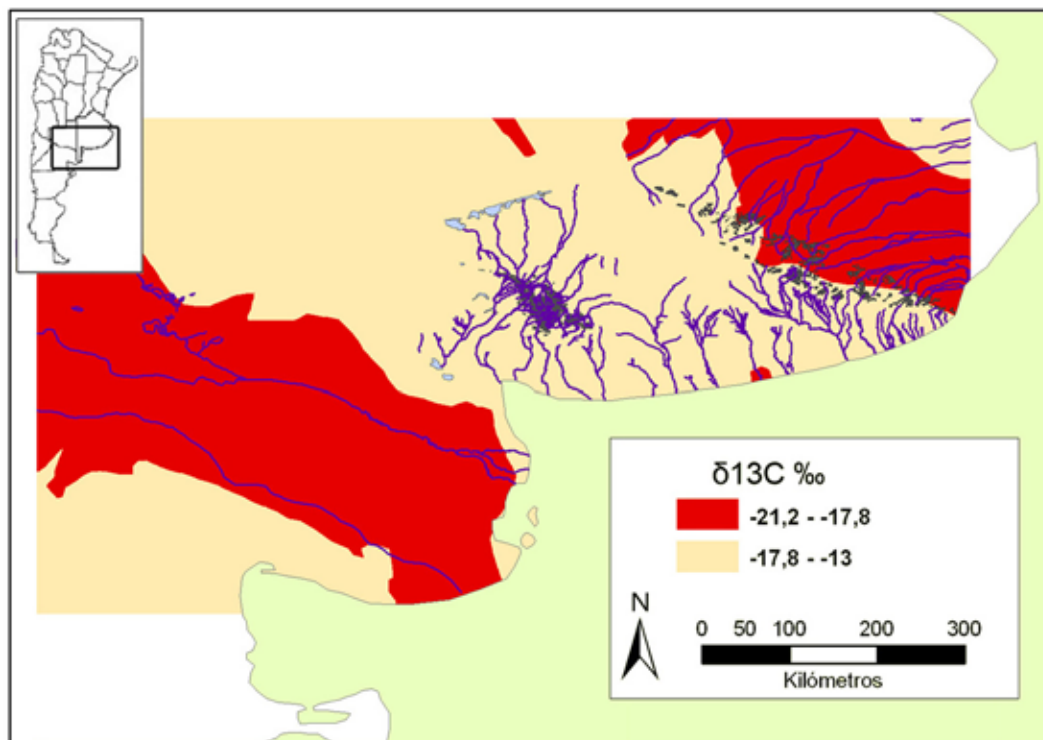 δ13C ‰
-21,2 - -17,8
-17,8 - -13
N
0 50 100 200 300
Kilómetros